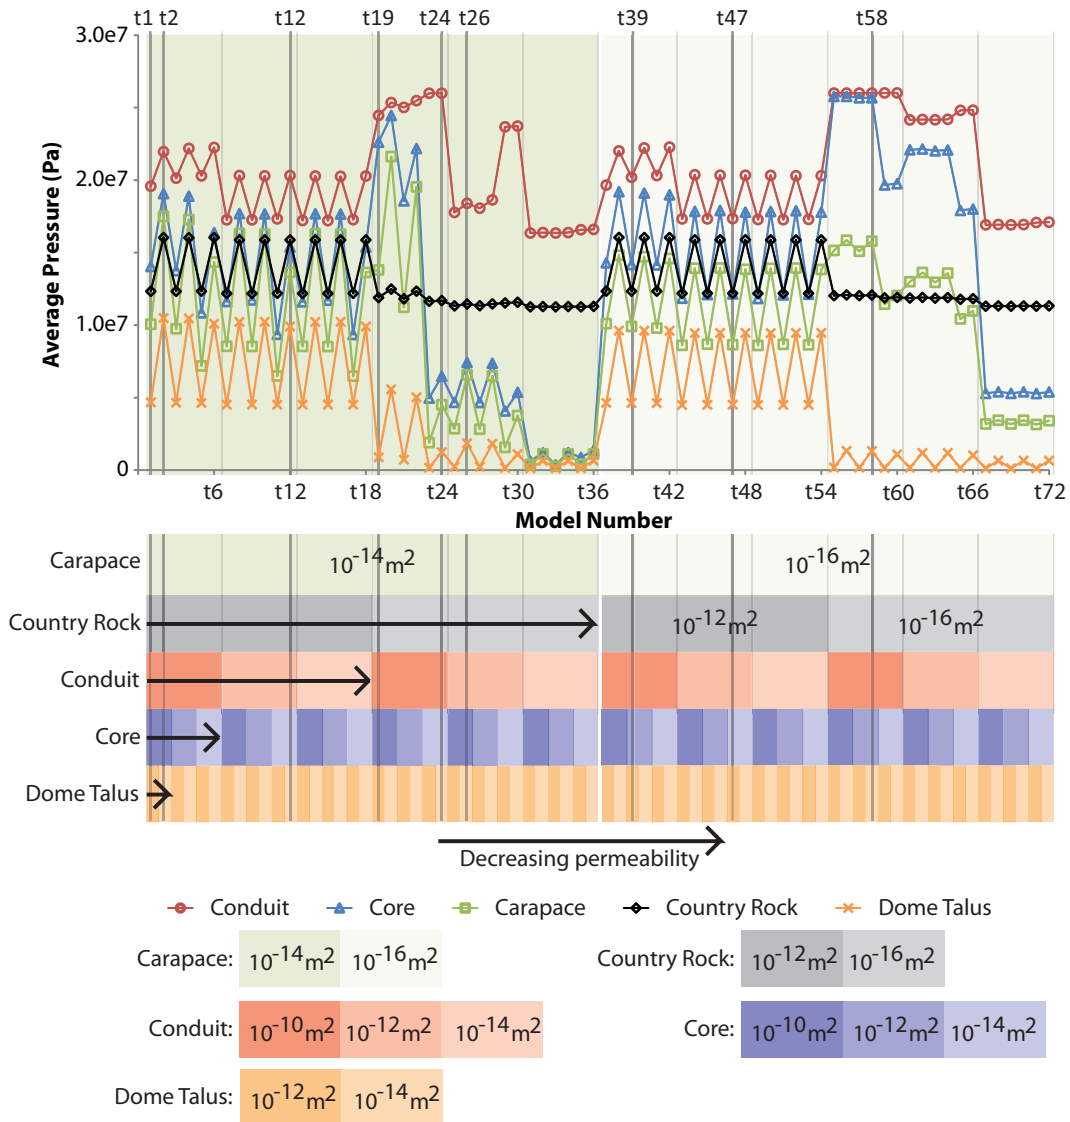 t1 t2 t12 t19 t24 t26 t39 t47 t58
3.0e7
2.0e7
1.0e7
0
Average Pressure (Pa)
t6 t12 t18 t24 t30 t36 t42 t48 t54 t60 t66 t72
Model Number
Carapace 10-14m2 10-16m2
Country Rock 10-12m2 10-16m2
Conduit
Core
Dome Talus
Decreasing permeability
Conduit Core Carapace Country Rock Dome Talus
Carapace: 10-14m2 10-16m2 Country Rock: 10-12m2 10-16m2
Conduit: 10-10m2 10-12m2 10-14m2 Core: 10-10m2 10-12m2 10-14m2
Dome Talus: 10-12m2 10-14m2